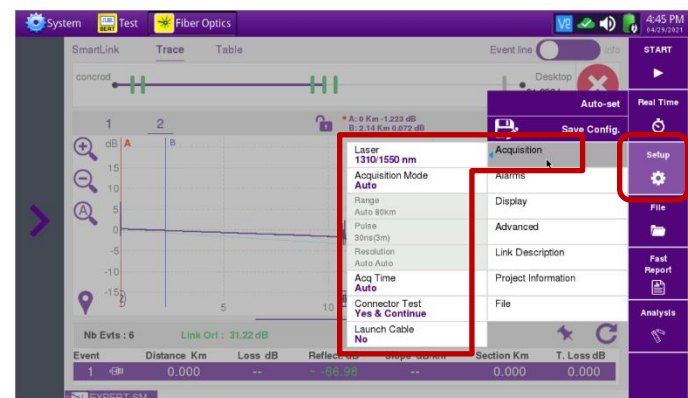 System
BERT
Test
Fiber Optics
V2
4:45 PM
04/29/2021
SmartLink
Trace
Table
Event line
Info
START
concrod
Desktop
Auto-set
Real Time
1
2
A: 0 Km -1.223 dB
B: 2.14 Km 0.072 dB
Save Config.
dB
A
B
15
10
5
0
-5
-10
-15
5
10
Laser
1310/1550 nm
Acquisition Mode
Auto
Range
Auto 80km
Pulse
30ns(3m)
Resolution
Auto Auto
Acq Time
Auto
Connector Test
Yes & Continue
Launch Cable
No
Acquisition
Alarms
Display
Advanced
Link Description
Project Information
File
Setup
File
Fast
Report
Analysis
Nb Evts :
Link Orl : 31.22 dB
Event
Distance Km
Loss dB
Section Km
T. Loss dB
1
0.000
--
~ -66.98
--
0.000
0.000
EXPERT SM